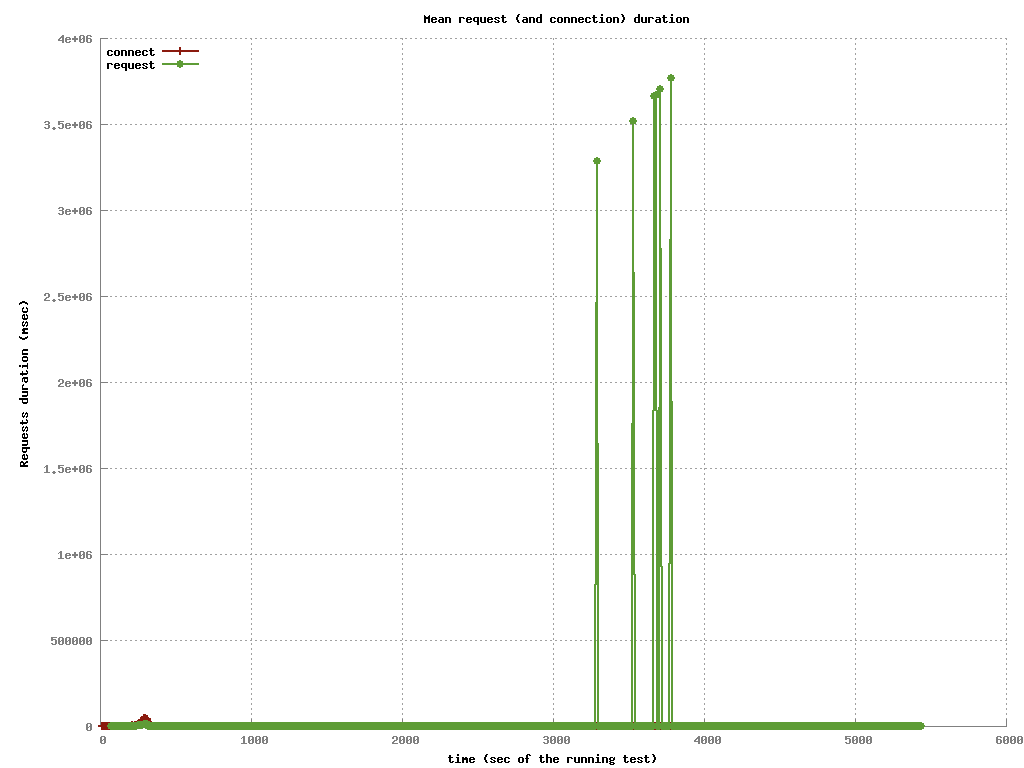 Mean request (and connection) duration
4e+06
connect
request
3.5e+06
3e+06
2.5e+06
2e+06
1.5e+06
1e+06
500000
0
Requests duration (msec)
0 1000 2000 3000 4000 5000 6000
time (sec of the running test)